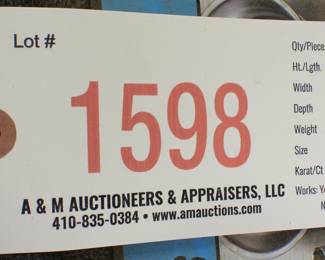 Lot #
1598
A & M AUCTIONEERS & APPRAISERS, LLC
410-835-0384 • www.amauctions.com
Qty/Piece
Ht./Lgth.
Width
Depth
Weight
Size
Karat/Ct
Works: Y
N